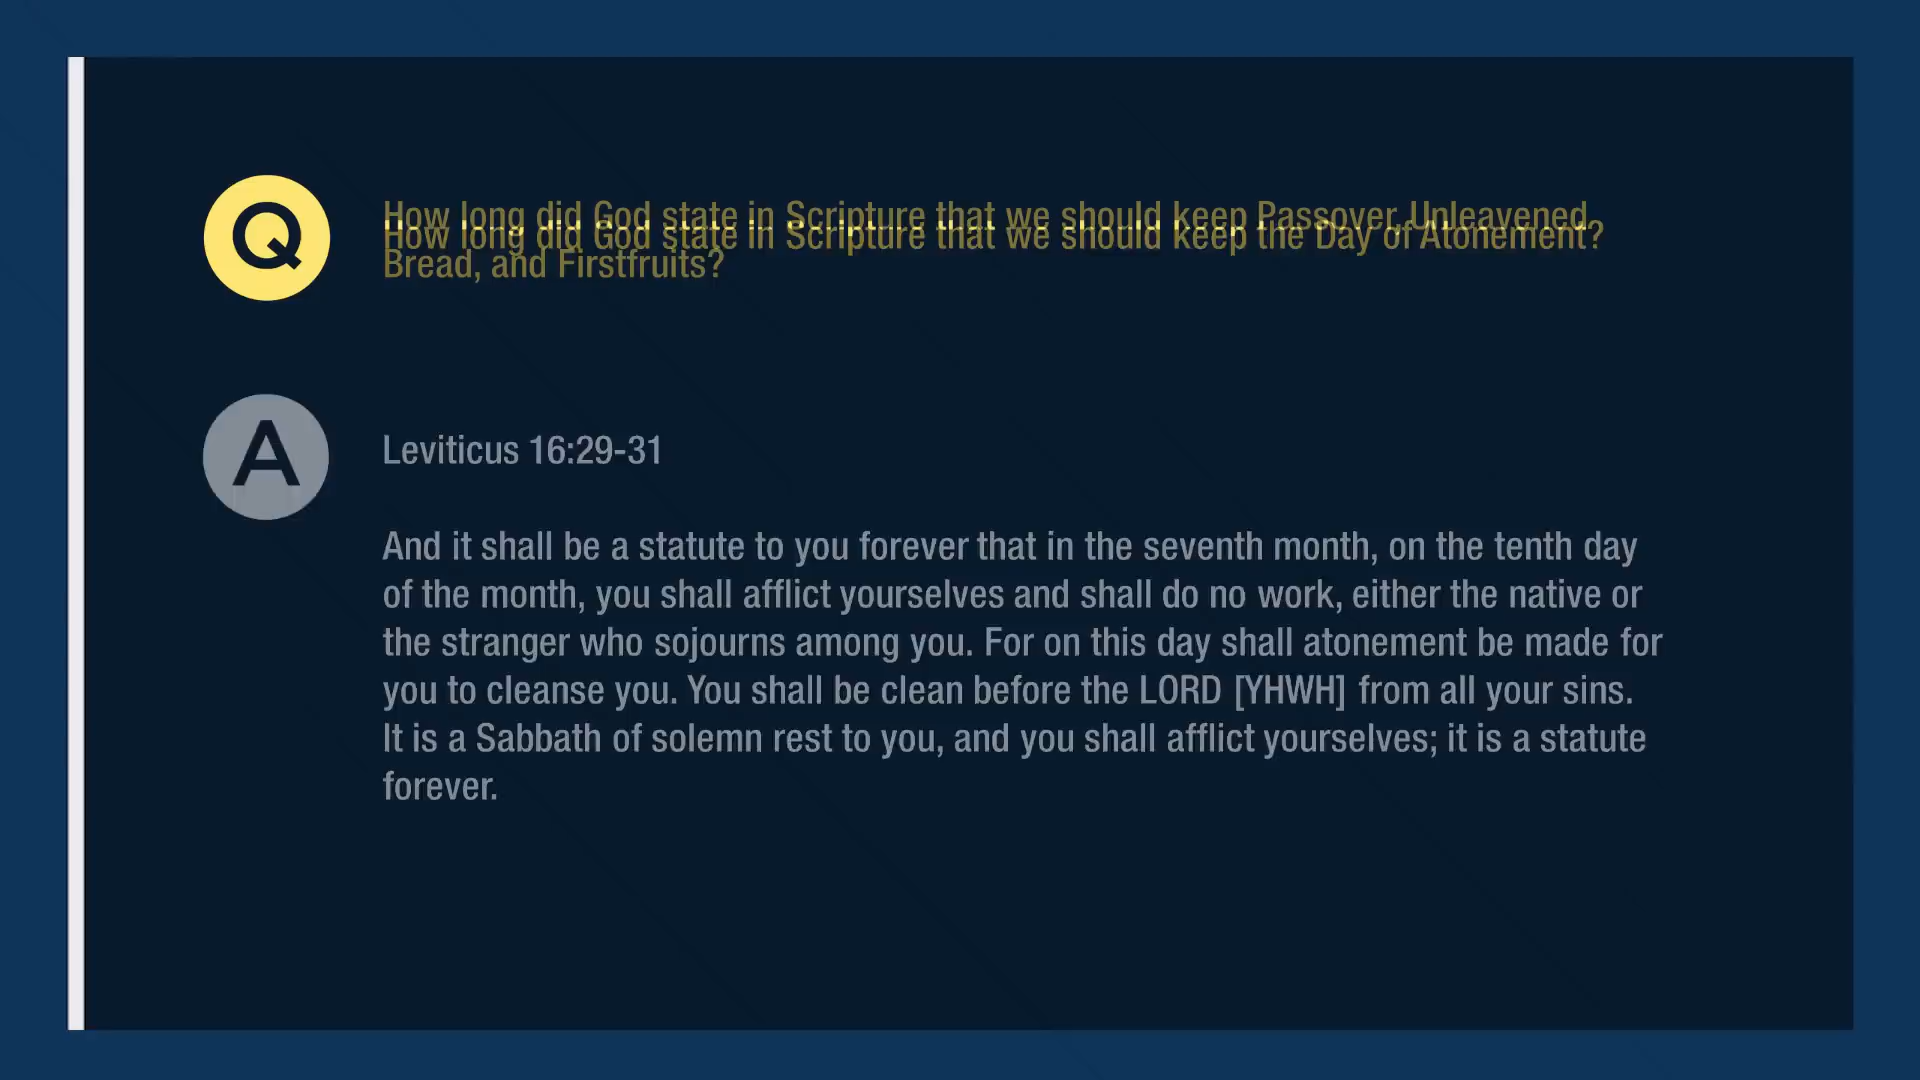 Q
How long did God state in Scripture that we should keep Passover, Unleavened
How long did God state in Scripture that we should keep the Day of Atonement?
Bread, and Firstfruits?
A
Leviticus 16:29-31
And it shall be a statute to you forever that in the seventh month, on the tenth day
of the month, you shall afflict yourselves and shall do no work, either the native or
the stranger who sojourns among you. For on this day shall atonement be made for
you to cleanse you. You shall be clean before the LORD [YHWH] from all your sins.
It is a Sabbath of solemn rest to you, and you shall afflict yourselves; it is a statute
forever.